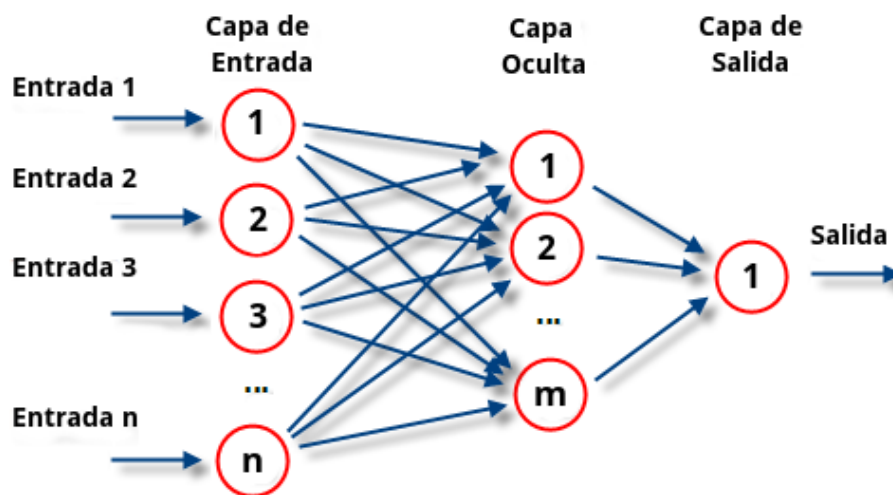 Capa de
Entrada
Capa
Oculta
Capa de
Salida
Entrada 1
1
Entrada 2
2
Entrada 3
3
...
Entrada n
n
1
2
...
m
1
Salida